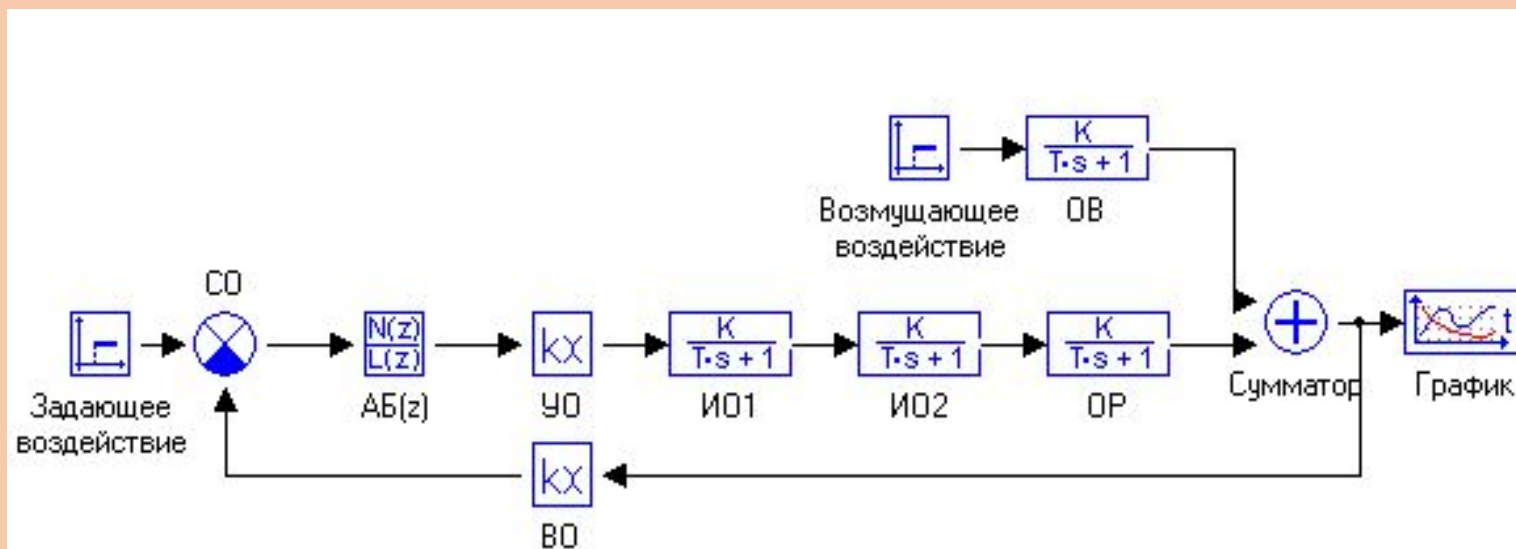 K
T·s + 1
Возмущающее
воздействие
ОВ
СО
N(z)
L(z)
kx
K
T·s + 1
K
T·s + 1
K
T·s + 1
t
Задающее
воздействие
АБ(z)
УО
ИО1
ИО2
ОР
Сумматор
График
kx
ВО